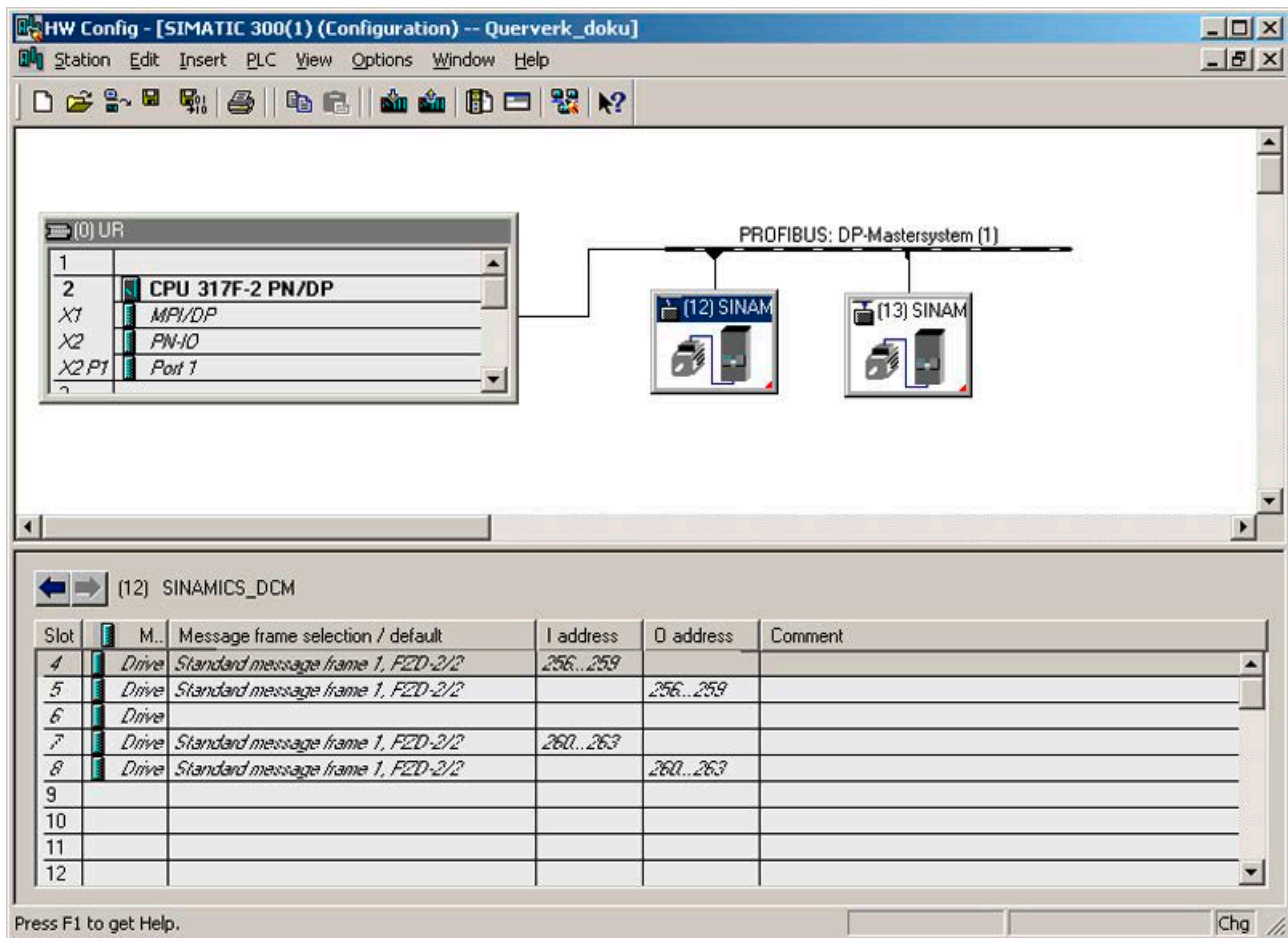 HW Config - [SIMATIC 300(1) (Configuration) -- Querverk_doku]
Station Edit Insert PLC View Options Window Help
(0) UR
1
2 CPU 317F-2 PN/DP
X1 MPI/DP
X2 PN-IO
X2 P1 Port 1
PROFIBUS: DP-Mastersystem (1)
(12) SINAM
(13) SINAM
(12) SINAMICS_DCM
Slot M.. Message frame selection / default I address O address Comment
4 Drive Standard message frame 1, PZD-2/2 256...259
5 Drive Standard message frame 1, PZD-2/2 256...259
6 Drive
7 Drive Standard message frame 1, PZD-2/2 260...263
8 Drive Standard message frame 1, PZD-2/2 260...263
9
10
11
12
Press F1 to get Help.
Chg